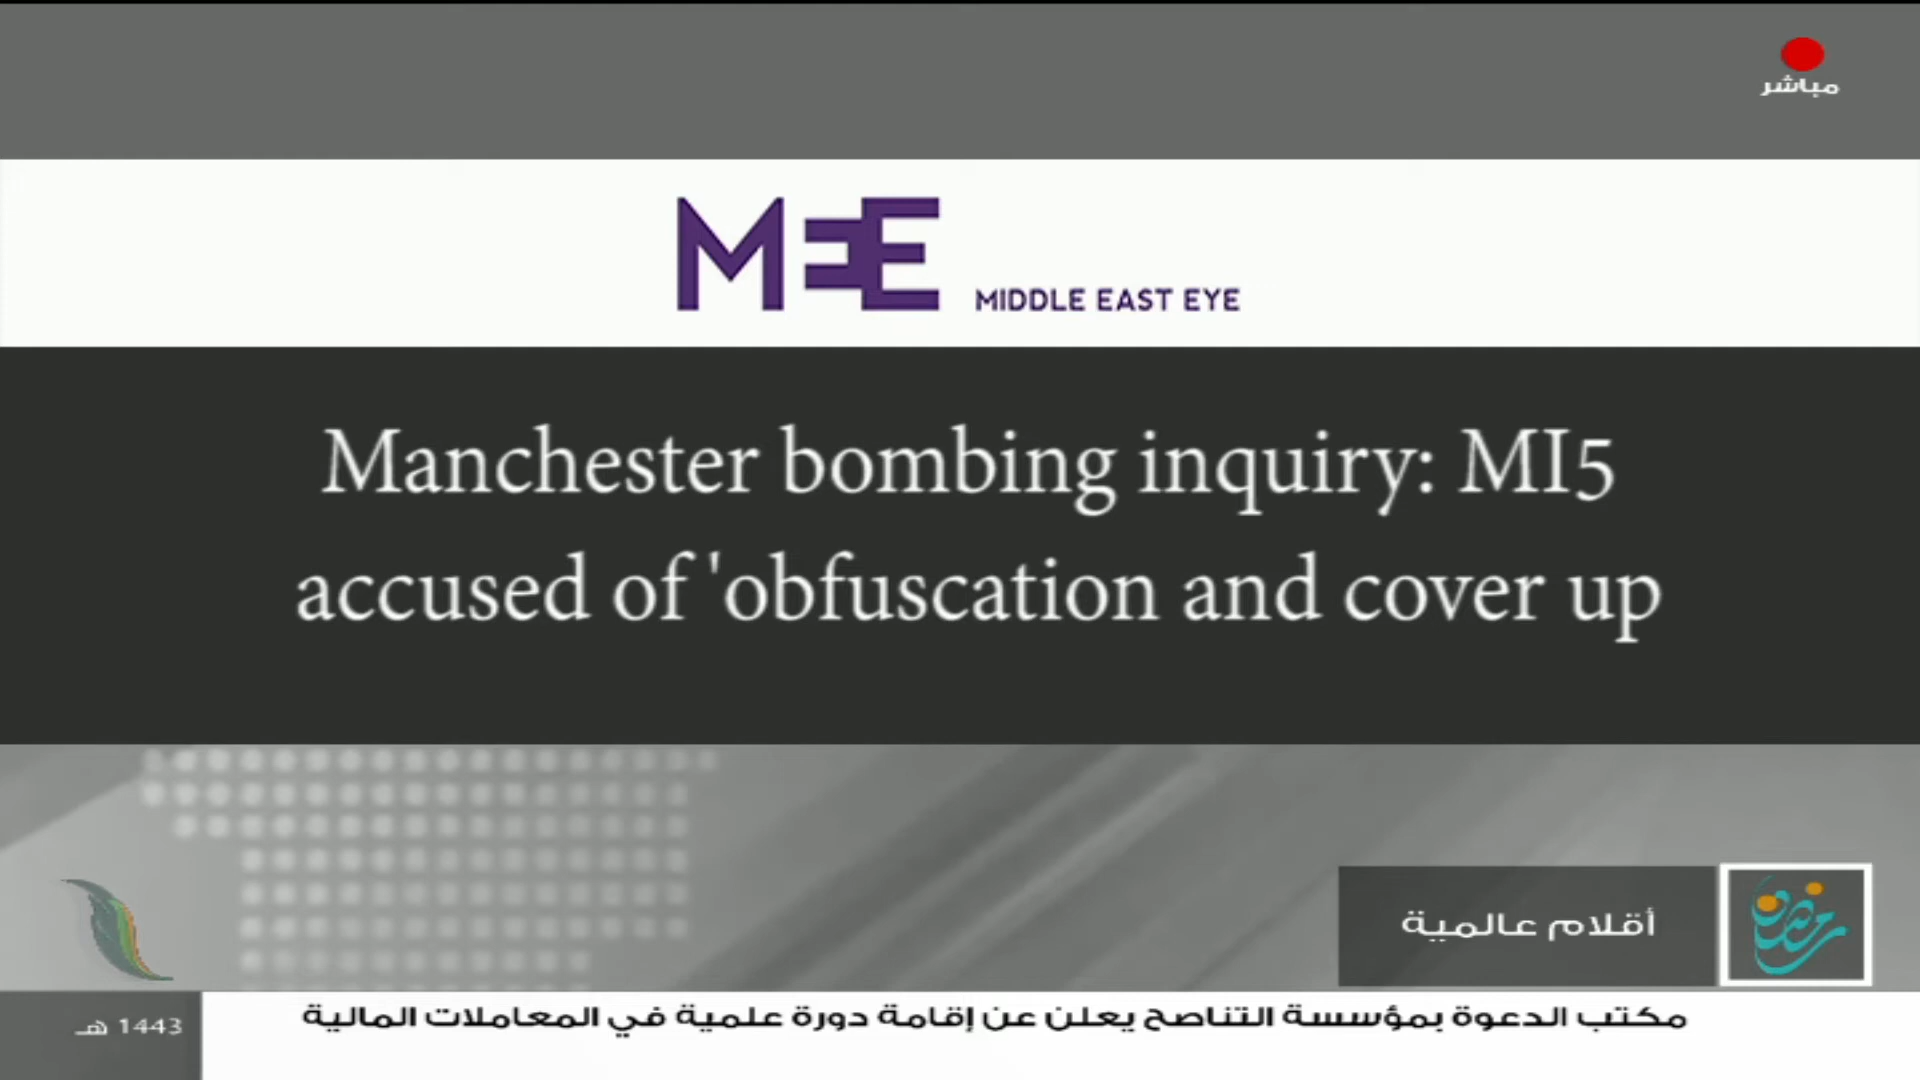 مباشر
MEE MIDDLE EAST EYE
Manchester bombing inquiry: MI5
accused of 'obfuscation and cover up
أقلام عالمية
رمضان
مكتب الدعوة بمؤسسة التناصح يعلن عن إقامة دورة علمية في المعاملات المالية
1443 هـ